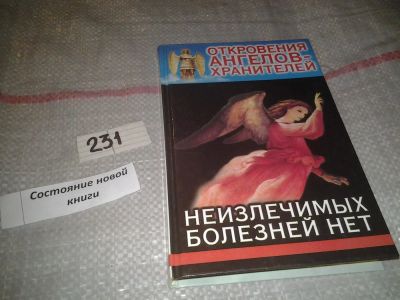 ОТКРОВЕНИЯ
АНГЕЛОВ-
ХРАНИТЕЛЕЙ
231
Состояние новой
книги
НЕИЗЛЕЧИМЫХ
БОЛЕЗНЕЙ НЕТ